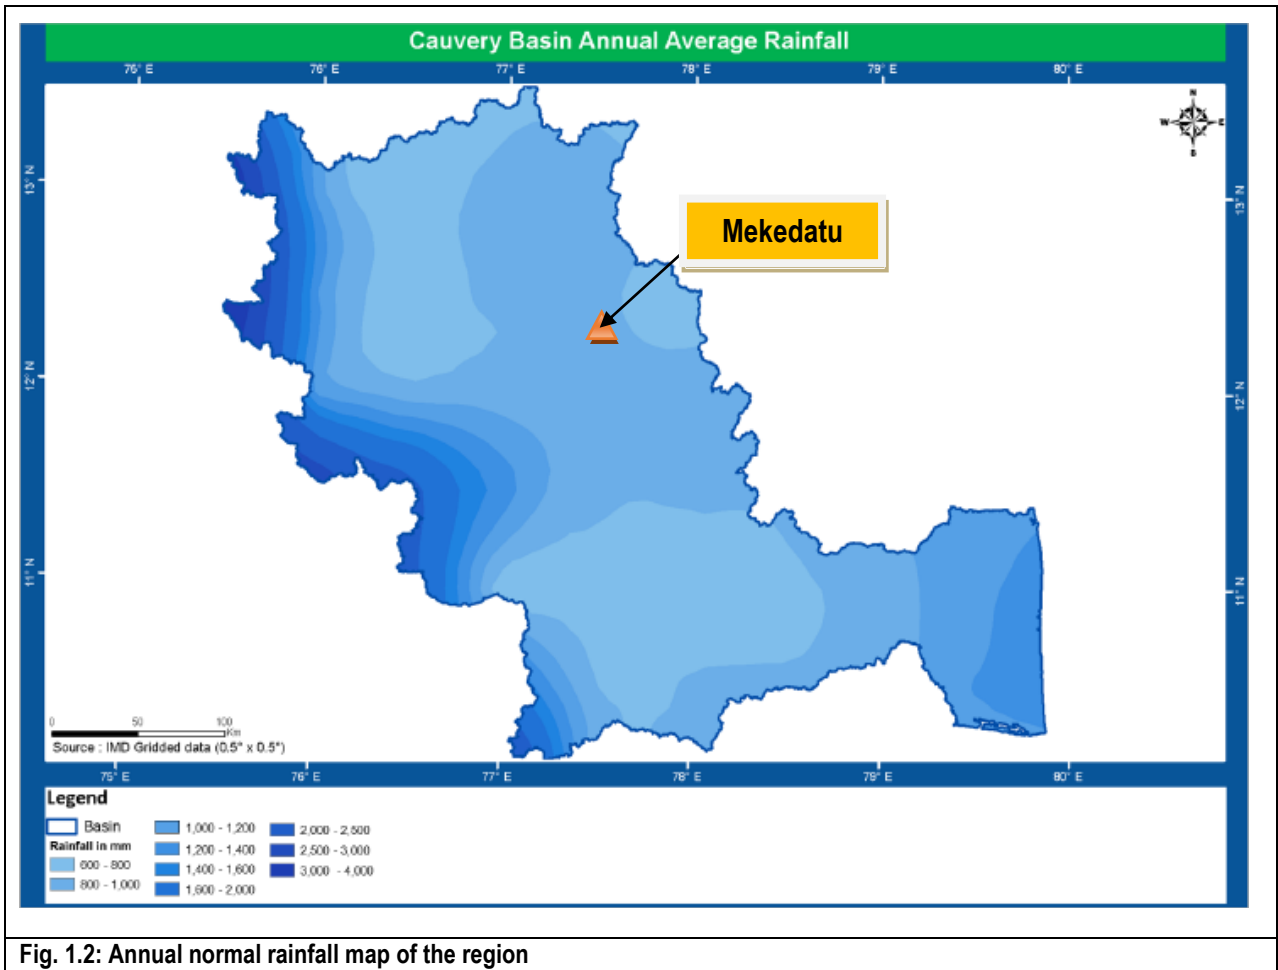 Cauvery Basin Annual Average Rainfall
75° E 76° E 77° E 78° E 79° E 80° E
N
W E
S
13° N
13° N
Mekedatu
12° N
12° N
11° N
11° N
0 50 100
Km
Source : IMD Gridded data (0.5° x 0.5°)
75° E 76° E 77° E 78° E 79° E 80° E
Legend
Basin
Rainfall in mm
600 - 800
800 - 1,000
1,000 - 1,200
1,200 - 1,400
1,400 - 1,600
1,600 - 2,000
2,000 - 2,500
2,500 - 3,000
3,000 - 4,000
Fig. 1.2: Annual normal rainfall map of the region